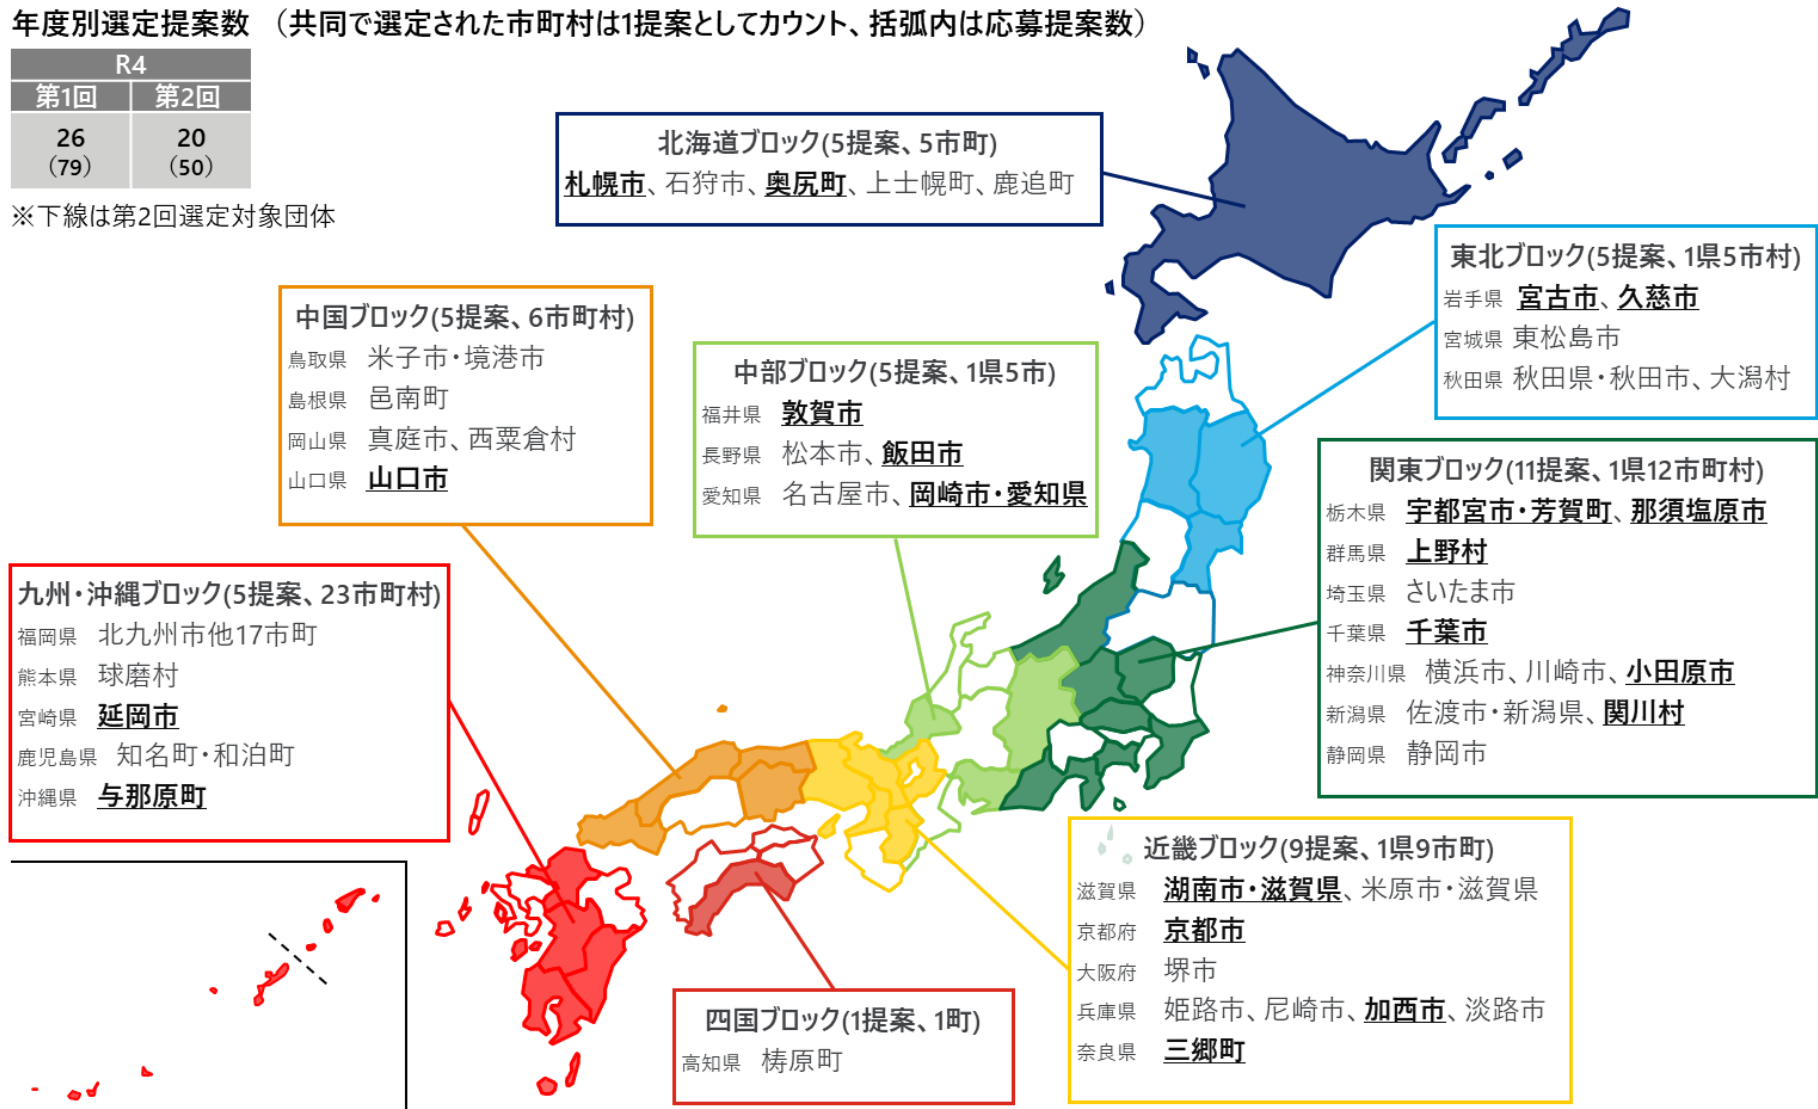 年度別選定提案数 (共同で選定された市町村は1提案としてカウント、括弧内は応募提案数)
R4
第1回 第2回
26 20
(79) (50)
※下線は第2回選定対象団体
北海道ブロック(5提案、5市町)
札幌市、石狩市、奥尻町、上士幌町、鹿追町
東北ブロック(5提案、1県5市村)
岩手県 宮古市、久慈市
宮城県 東松島市
秋田県 秋田県・秋田市、大潟村
中国ブロック(5提案、6市町村)
鳥取県 米子市・境港市
島根県 邑南町
岡山県 真庭市、西粟倉村
山口県 山口市
中部ブロック(5提案、1県5市)
福井県 敦賀市
長野県 松本市、飯田市
愛知県 名古屋市、岡崎市・愛知県
関東ブロック(11提案、1県12市町村)
栃木県 宇都宮市・芳賀町、那須塩原市
群馬県 上野村
埼玉県 さいたま市
千葉県 千葉市
神奈川県 横浜市、川崎市、小田原市
新潟県 佐渡市・新潟県、関川村
静岡県 静岡市
九州・沖縄ブロック(5提案、23市町村)
福岡県 北九州市他17市町
熊本県 球磨村
宮崎県 延岡市
鹿児島県 知名町・和泊町
沖縄県 与那原町
近畿ブロック(9提案、1県9市町)
滋賀県 湖南市・滋賀県、米原市・滋賀県
京都府 京都市
大阪府 堺市
兵庫県 姫路市、尼崎市、加西市、淡路市
奈良県 三郷町
四国ブロック(1提案、1町)
高知県 梼原町